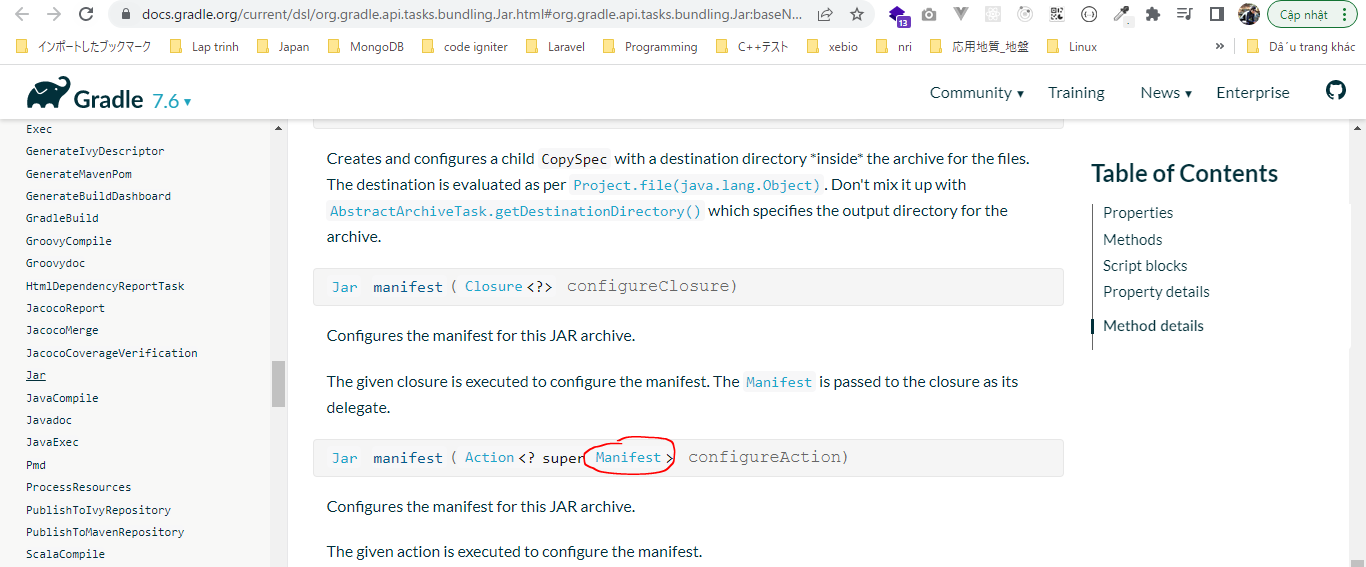 docs.gradle.org/current/dsl/org.gradle.api.tasks.bundling.Jar.html#org.gradle.api.tasks.bundling.Jar:baseN...
13
Cập nhật
インポートしたブックマーク
Lap trinh
Japan
MongoDB
code igniter
Laravel
Programming
C++テスト
xebio
nri
応用地質_地盤
Linux
»
Dấu trang khác
Gradle 7.6 ▾
Community ▾
Training
News ▾
Enterprise
Exec
GenerateIvyDescriptor
GenerateMavenPom
GenerateBuildDashboard
GradleBuild
GroovyCompile
Groovydoc
HtmlDependencyReportTask
JacocoReport
JacocoMerge
JacocoCoverageVerification
Jar
JavaCompile
Javadoc
JavaExec
Pmd
ProcessResources
PublishToIvyRepository
PublishToMavenRepository
ScalaCompile
Creates and configures a child CopySpec with a destination directory *inside* the archive for the files.
The destination is evaluated as per Project.file(java.lang.Object). Don't mix it up with
AbstractArchiveTask.getDestinationDirectory() which specifies the output directory for the
archive.
Jar manifest(Closure<?> configureClosure)
Configures the manifest for this JAR archive.
The given closure is executed to configure the manifest. The Manifest is passed to the closure as its
delegate.
Jar manifest(Action<? super Manifest> configureAction)
Configures the manifest for this JAR archive.
The given action is executed to configure the manifest.
Table of Contents
Properties
Methods
Script blocks
Property details
Method details